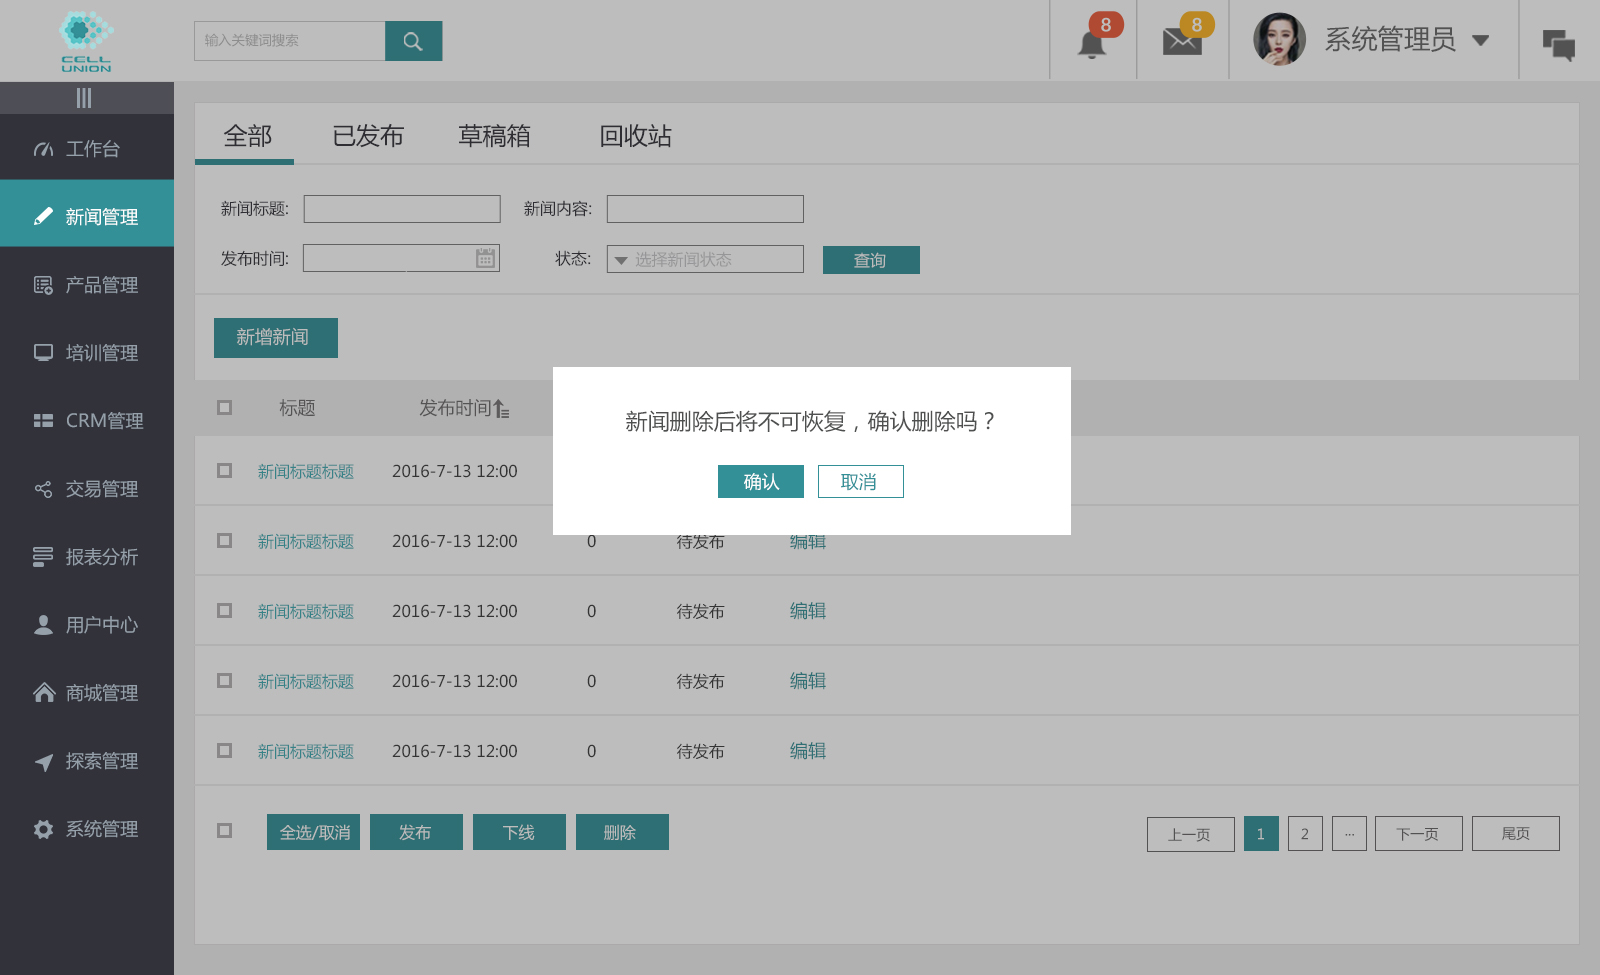 CELL
UNION
输入关键词搜索
8
8
系统管理员
工作台
新闻管理
产品管理
培训管理
CRM管理
交易管理
报表分析
用户中心
商城管理
探索管理
系统管理
全部 已发布 草稿箱 回收站
新闻标题: 新闻内容:
发布时间: 状态: 选择新闻状态 查询
新增新闻
标题 发布时间
新闻删除后将不可恢复，确认删除吗？
确认 取消
新闻标题标题 2016-7-13 12:00
新闻标题标题 2016-7-13 12:00 0 待发布 编辑
新闻标题标题 2016-7-13 12:00 0 待发布 编辑
新闻标题标题 2016-7-13 12:00 0 待发布 编辑
新闻标题标题 2016-7-13 12:00 0 待发布 编辑
全选/取消 发布 下线 删除 上一页 1 2 ... 下一页 尾页